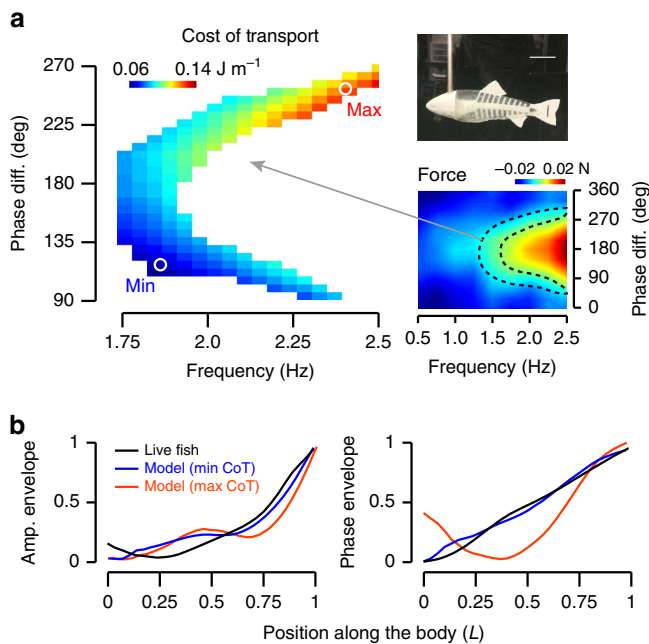 a
Cost of transport
0.06 0.14 J m⁻¹
270
225
180
135
90
Phase diff. (deg)
Max
Min
1.75 2.0 2.25 2.5
Frequency (Hz)
Force
–0.02 0.02 N
360
270
180
90
0
Phase diff. (deg)
0.5 1.0 1.5 2.0 2.5
Frequency (Hz)
b
Live fish
Model (min CoT)
Model (max CoT)
1
0.5
0
Amp. envelope
0 0.25 0.5 0.75 1
1
0.5
0
Phase envelope
0 0.25 0.5 0.75 1
Position along the body (L)